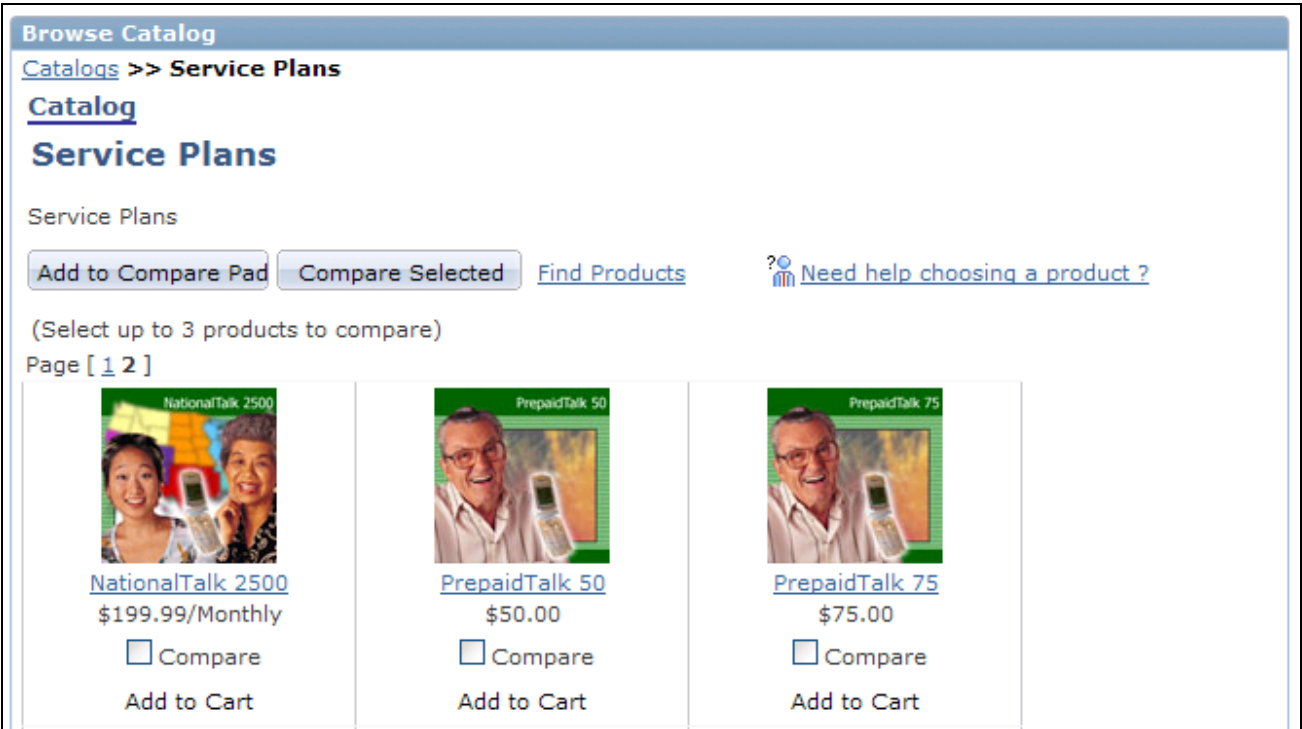 Browse Catalog
Catalogs >> Service Plans
Catalog
Service Plans
Service Plans
Add to Compare Pad Compare Selected Find Products Need help choosing a product ?
(Select up to 3 products to compare)
Page [ 1 2 ]
NationalTalk 2500 PrepaidTalk 50 PrepaidTalk 75
NationalTalk 2500 PrepaidTalk 50 PrepaidTalk 75
$199.99/Monthly $50.00 $75.00
Compare Compare Compare
Add to Cart Add to Cart Add to Cart